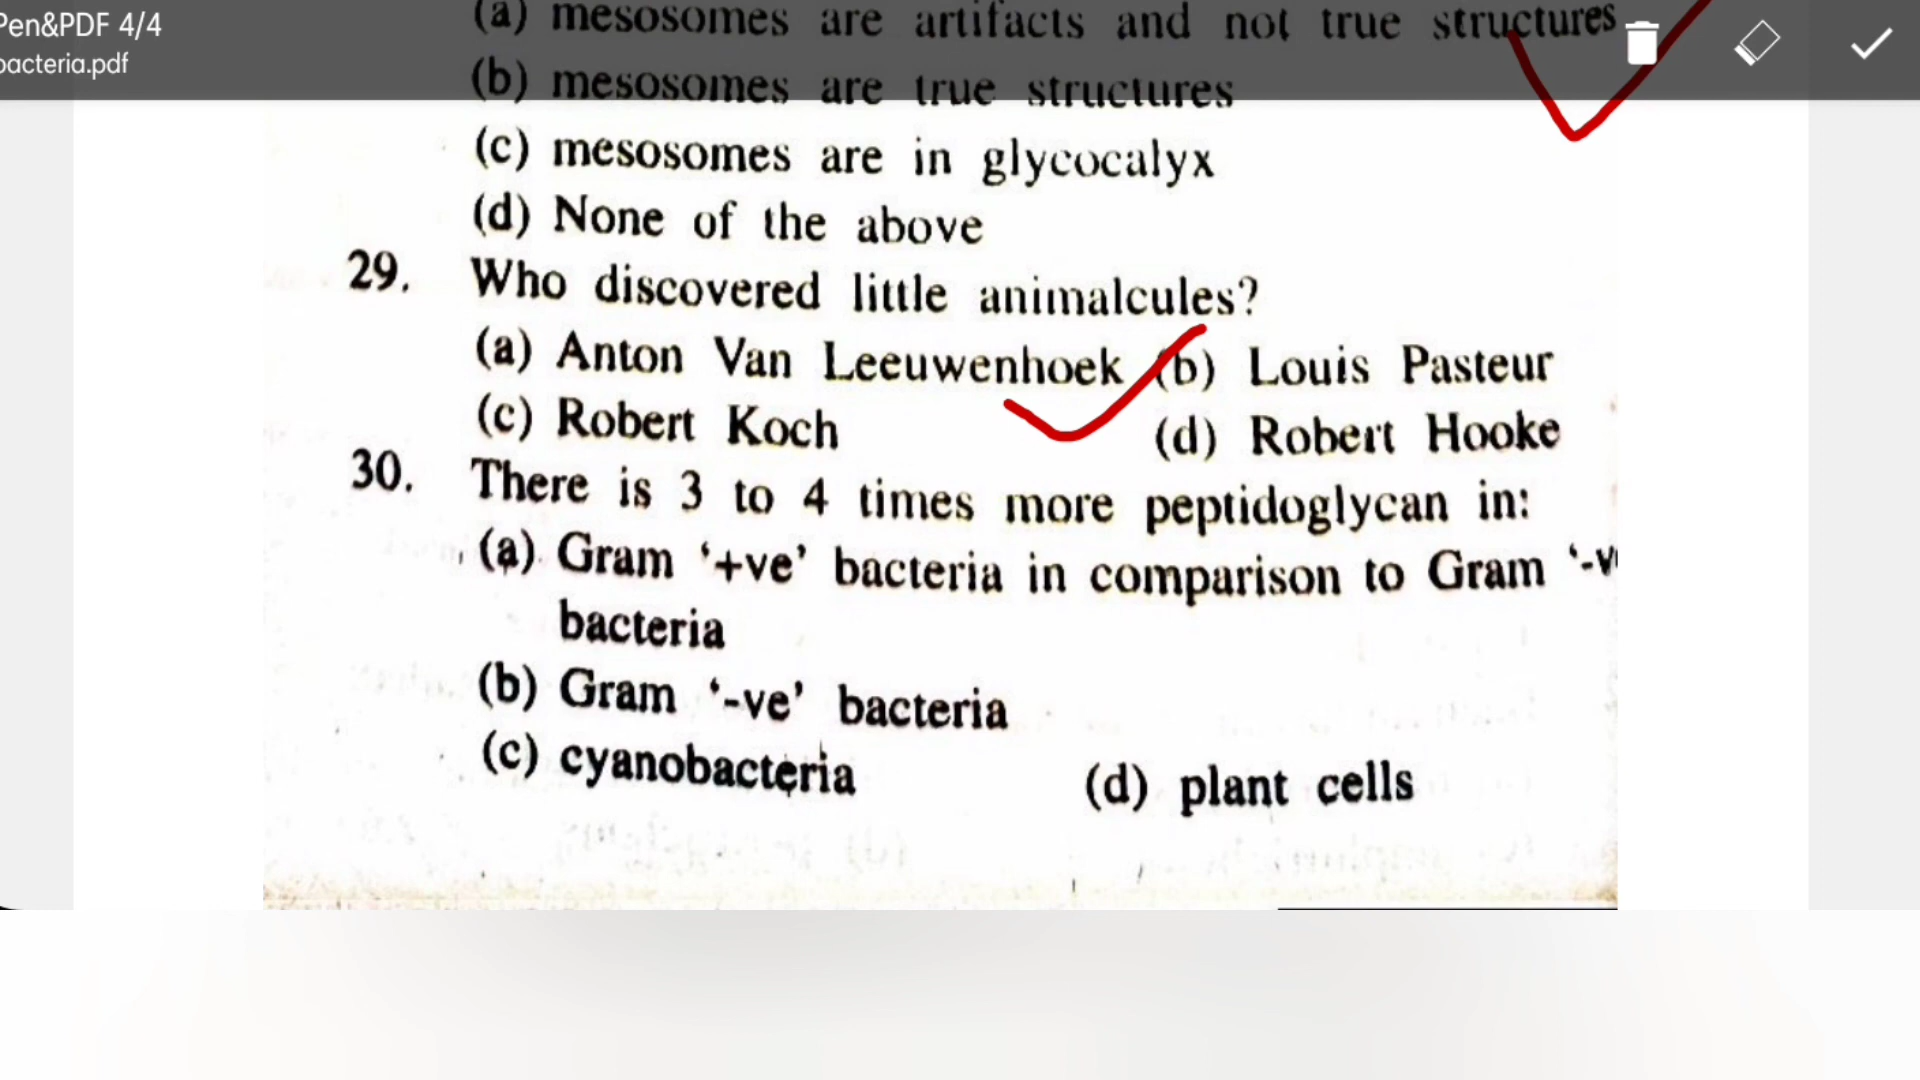 Pen&PDF 4/4
bacteria.pdf
(a) mesosomes are artifacts and not true structures
(b) mesosomes are true structures
(c) mesosomes are in glycocalyx
(d) None of the above
29. Who discovered little animalcules?
(a) Anton Van Leeuwenhoek (b) Louis Pasteur
(c) Robert Koch (d) Robert Hooke
30. There is 3 to 4 times more peptidoglycan in:
(a) Gram '+ve' bacteria in comparison to Gram '-v
bacteria
(b) Gram '-ve' bacteria
(c) cyanobacteria (d) plant cells